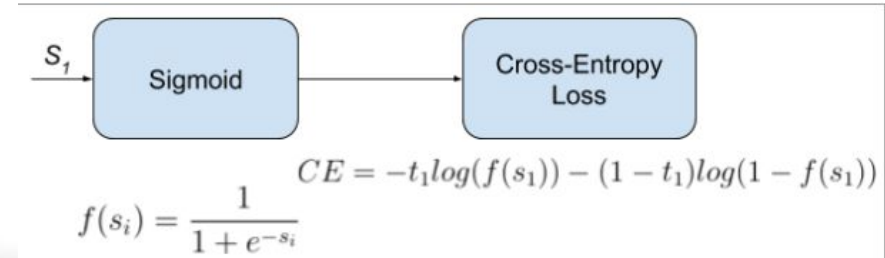 S₁
Sigmoid
Cross-Entropy
Loss
CE = −t₁log(f(s₁)) − (1 − t₁)log(1 − f(s₁))
f(sᵢ) = 1 / (1 + e^(−sᵢ))